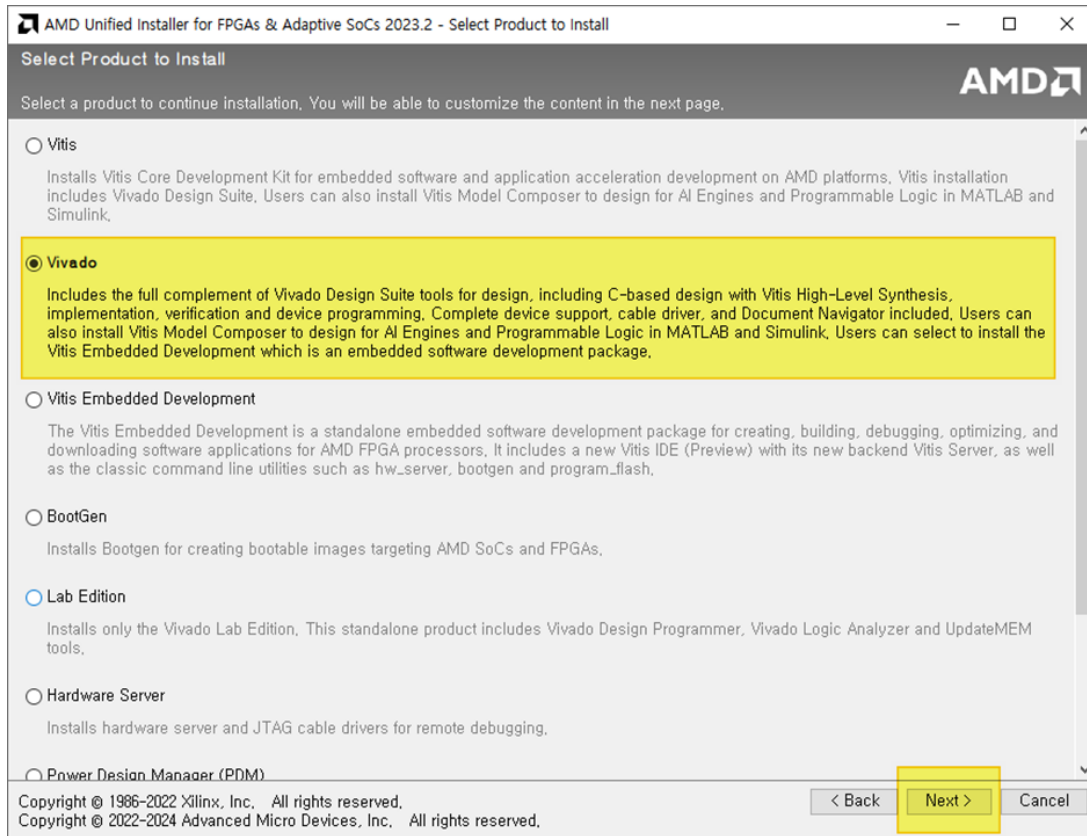 AMD Unified Installer for FPGAs & Adaptive SoCs 2023.2 - Select Product to Install
Select Product to Install
AMD
Select a product to continue installation. You will be able to customize the content in the next page.
Vitis
Installs Vitis Core Development Kit for embedded software and application acceleration development on AMD platforms. Vitis installation
includes Vivado Design Suite. Users can also install Vitis Model Composer to design for AI Engines and Programmable Logic in MATLAB and
Simulink.
Vivado
Includes the full complement of Vivado Design Suite tools for design, including C-based design with Vitis High-Level Synthesis,
implementation, verification and device programming. Complete device support, cable driver, and Document Navigator included. Users can
also install Vitis Model Composer to design for AI Engines and Programmable Logic in MATLAB and Simulink. Users can select to install the
Vitis Embedded Development which is an embedded software development package.
Vitis Embedded Development
The Vitis Embedded Development is a standalone embedded software development package for creating, building, debugging, optimizing, and
downloading software applications for AMD FPGA processors. It includes a new Vitis IDE (Preview) with its new backend Vitis Server, as well
as the classic command line utilities such as hw_server, bootgen and program_flash.
BootGen
Installs Bootgen for creating bootable images targeting AMD SoCs and FPGAs.
Lab Edition
Installs only the Vivado Lab Edition. This standalone product includes Vivado Design Programmer, Vivado Logic Analyzer and UpdateMEM
tools.
Hardware Server
Installs hardware server and JTAG cable drivers for remote debugging.
Power Design Manager (PDM)
Copyright © 1986-2022 Xilinx, Inc. All rights reserved.
Copyright © 2022-2024 Advanced Micro Devices, Inc. All rights reserved.
< Back Next > Cancel